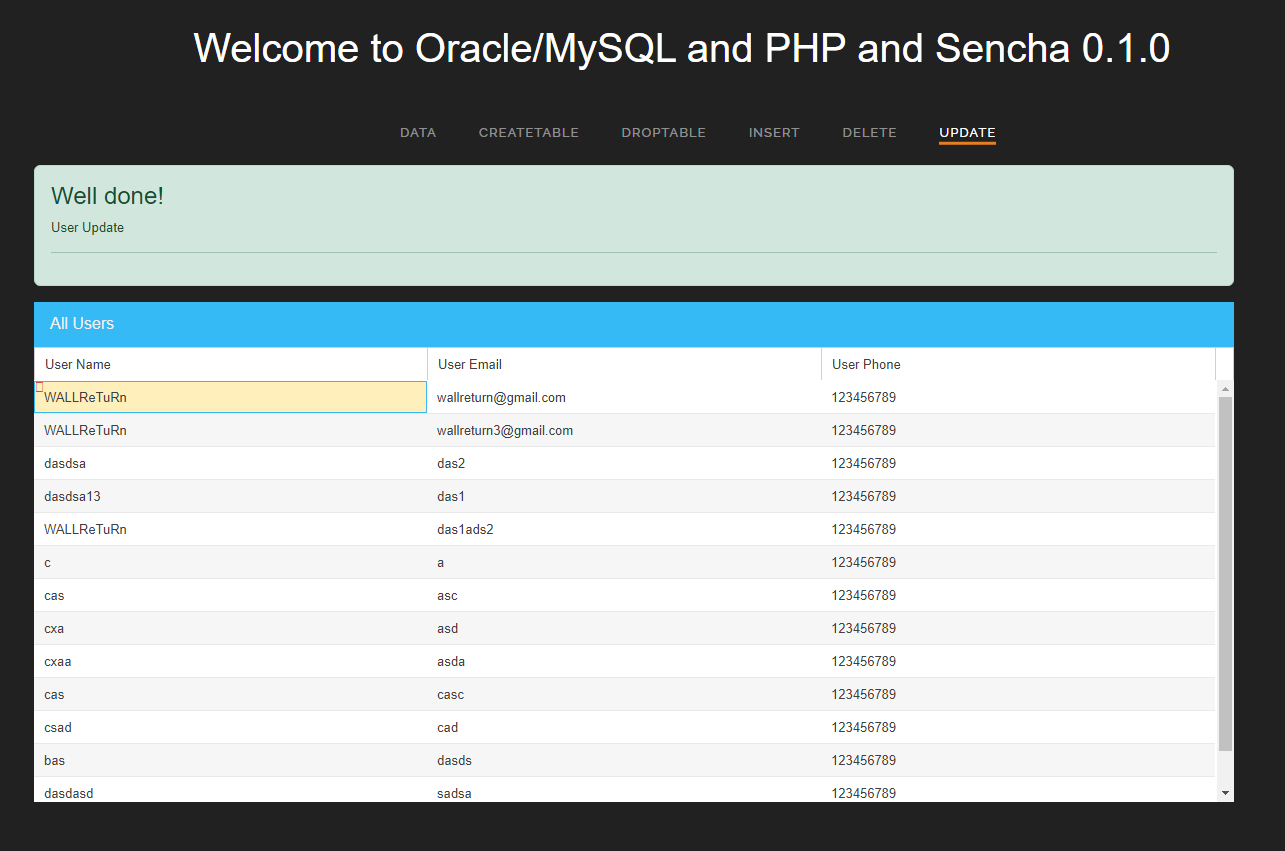 Welcome to Oracle/MySQL and PHP and Sencha 0.1.0
DATA CREATETABLE DROPTABLE INSERT DELETE UPDATE
Well done!
User Update
All Users
User Name User Email User Phone
WALLReTuRn wallreturn@gmail.com 123456789
WALLReTuRn wallreturn3@gmail.com 123456789
dasdsa das2 123456789
dasdsa13 das1 123456789
WALLReTuRn das1ads2 123456789
c a 123456789
cas asc 123456789
cxa asd 123456789
cxaa asda 123456789
cas casc 123456789
csad cad 123456789
bas dasds 123456789
dasdasd sadsa 123456789